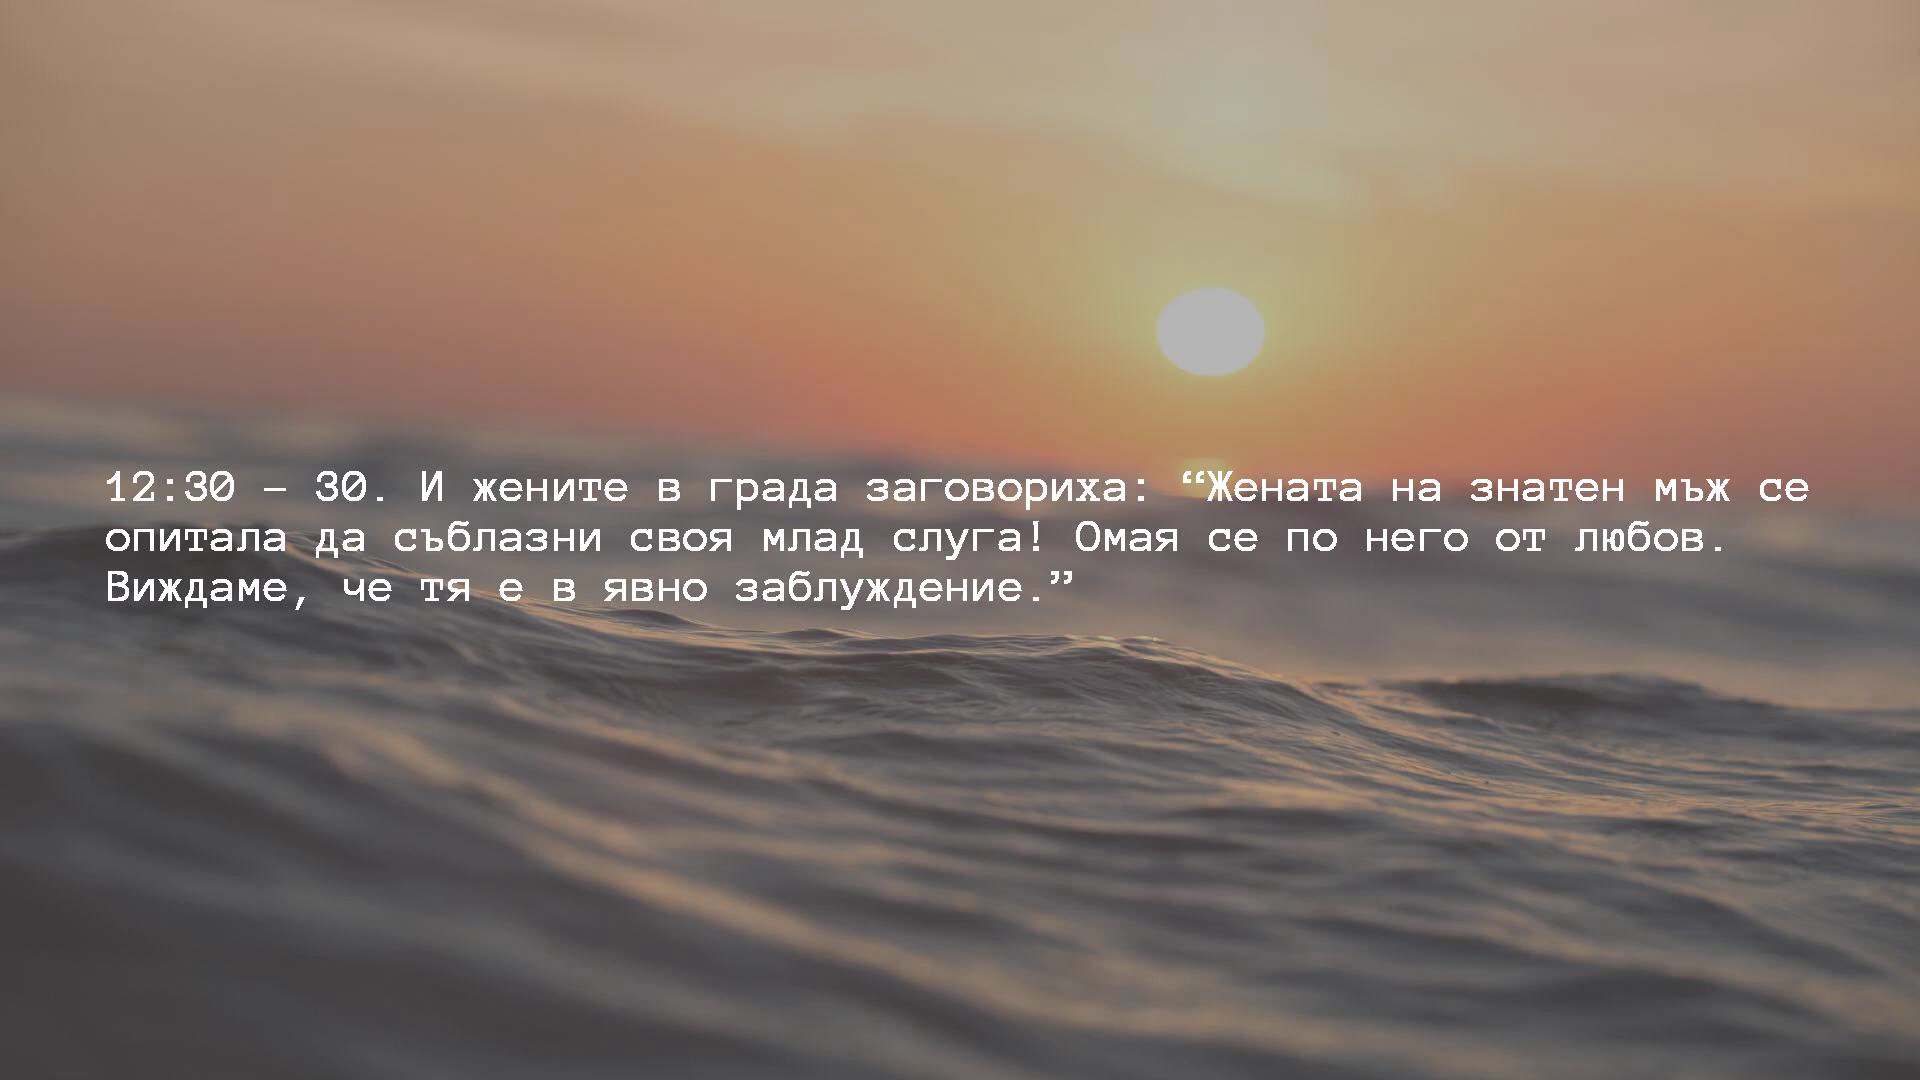 12:30 – 30. И жените в града заговориха: “Жената на знатен мъж се
опитала да съблазни своя млад слуга! Омая се по него от любов.
Виждаме, че тя е в явно заблуждение.”